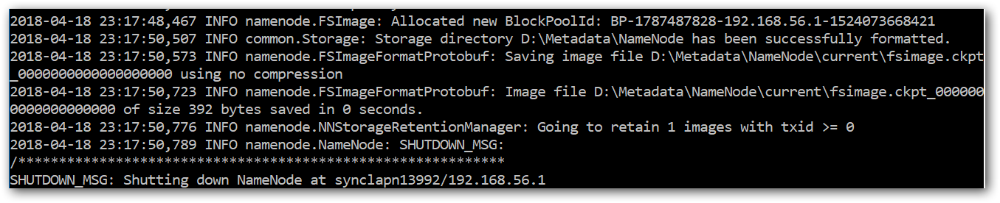 2018-04-18 23:17:48,467 INFO namenode.FSImage: Allocated new BlockPoolId: BP-1787487828-192.168.56.1-1524073668421
2018-04-18 23:17:50,507 INFO common.Storage: Storage directory D:\Metadata\NameNode has been successfully formatted.
2018-04-18 23:17:50,573 INFO namenode.FSImageFormatProtobuf: Saving image file D:\Metadata\NameNode\current\fsimage.ckpt
_0000000000000000000 using no compression
2018-04-18 23:17:50,723 INFO namenode.FSImageFormatProtobuf: Image file D:\Metadata\NameNode\current\fsimage.ckpt_000000
0000000000000 of size 392 bytes saved in 0 seconds.
2018-04-18 23:17:50,776 INFO namenode.NNStorageRetentionManager: Going to retain 1 images with txid >= 0
2018-04-18 23:17:50,789 INFO namenode.NameNode: SHUTDOWN_MSG:
/************************************************************
SHUTDOWN_MSG: Shutting down NameNode at synclapn13992/192.168.56.1